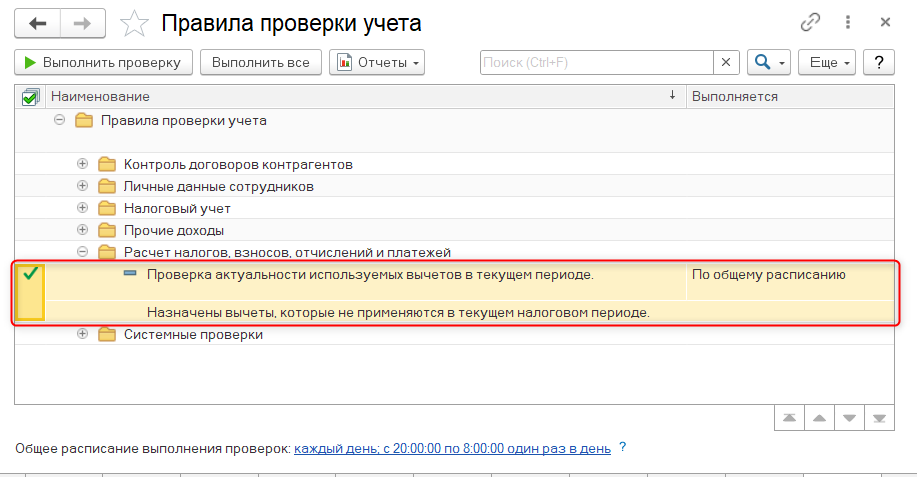 Правила проверки учета
Выполнить проверку
Выполнить все
Отчеты
Поиск (Ctrl+F)
Еще
?
Наименование
Выполняется
Правила проверки учета
Контроль договоров контрагентов
Личные данные сотрудников
Налоговый учет
Прочие доходы
Расчет налогов, взносов, отчислений и платежей
Проверка актуальности используемых вычетов в текущем периоде.
По общему расписанию
Назначены вычеты, которые не применяются в текущем налоговом периоде.
Системные проверки
Общее расписание выполнения проверок: каждый день; с 20:00:00 по 8:00:00 один раз в день ?